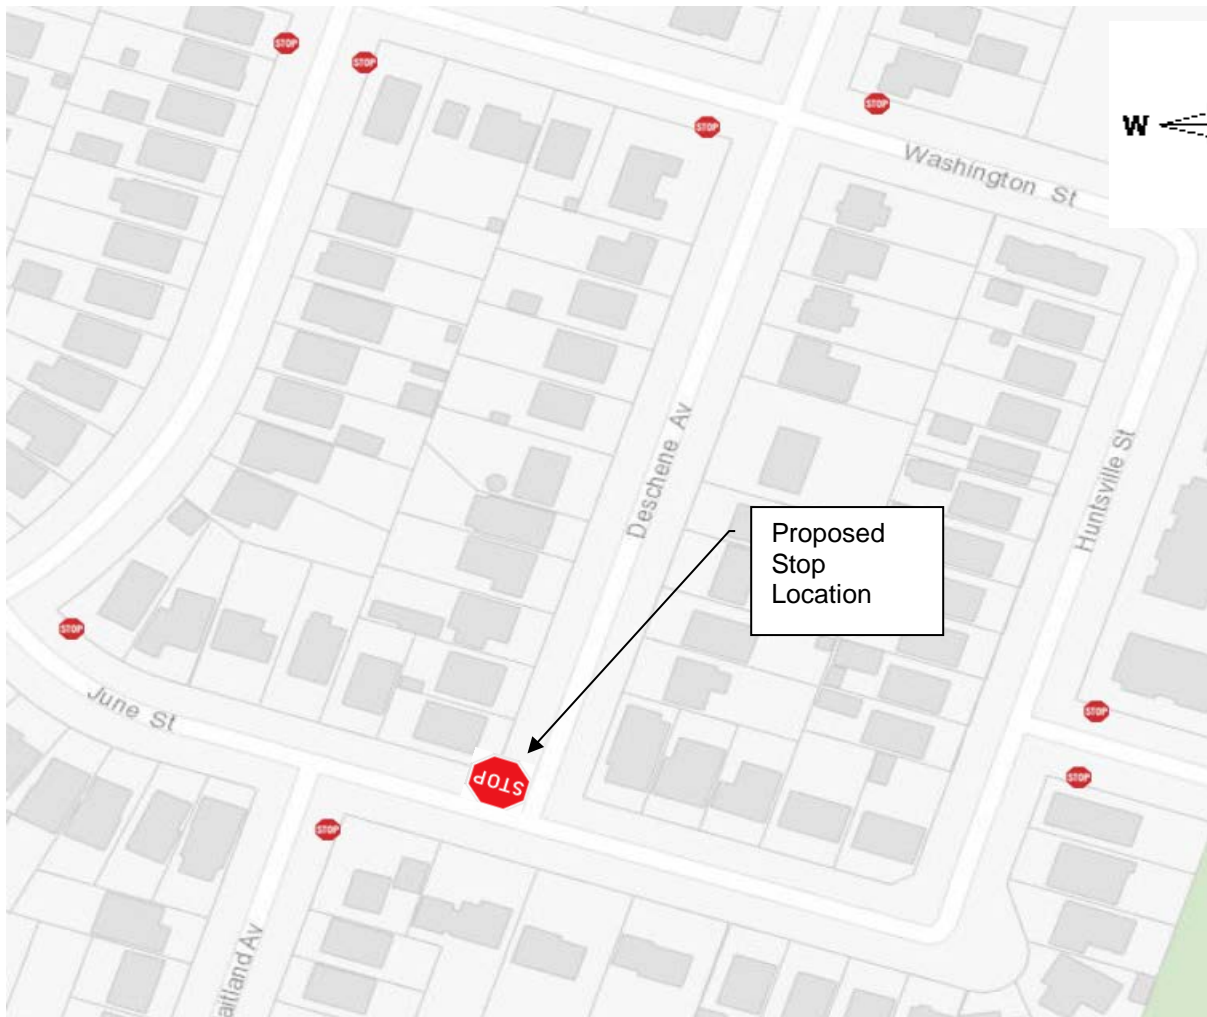 STOP
STOP
STOP
STOP
W
Washington St
Deschene Av
Huntsville St
Proposed
Stop
Location
STOP
June St
STOP
STOP
STOP
STOP
aitland Av